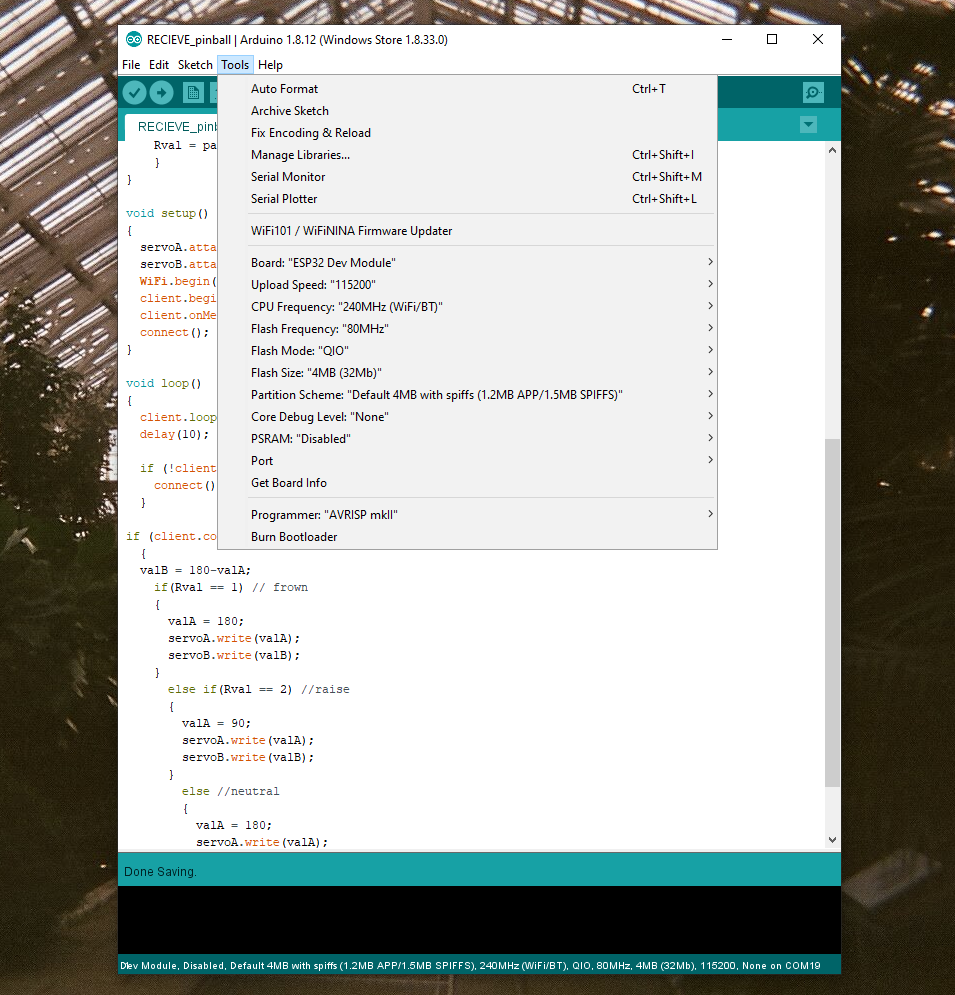 RECIEVE_pinball | Arduino 1.8.12 (Windows Store 1.8.33.0)
File Edit Sketch Tools Help
Auto Format Ctrl+T
Archive Sketch
Fix Encoding & Reload
Manage Libraries... Ctrl+Shift+I
Serial Monitor Ctrl+Shift+M
Serial Plotter Ctrl+Shift+L
WiFi101 / WiFiNINA Firmware Updater
Board: "ESP32 Dev Module"
Upload Speed: "115200"
CPU Frequency: "240MHz (WiFi/BT)"
Flash Frequency: "80MHz"
Flash Mode: "QIO"
Flash Size: "4MB (32Mb)"
Partition Scheme: "Default 4MB with spiffs (1.2MB APP/1.5MB SPIFFS)"
Core Debug Level: "None"
PSRAM: "Disabled"
Port
Get Board Info
Programmer: "AVRISP mkII"
Burn Bootloader
RECIEVE_pinb
Rval = pa
}
}
void setup()
{
servoA.atta
servoB.atta
WiFi.begin(
client.begi
client.onMe
connect();
}
void loop()
{
client.loop
delay(10);
if (!client
connect()
}
if (client.co
{
valB = 180-valA;
if(Rval == 1) // frown
{
valA = 180;
servoA.write(valA);
servoB.write(valB);
}
else if(Rval == 2) //raise
{
valA = 90;
servoA.write(valA);
servoB.write(valB);
}
else //neutral
{
valA = 180;
servoA.write(valA);
Done Saving.
Module, Disabled, Default 4MB with spiffs (1.2MB APP/1.5MB SPIFFS), 240MHz (WiFi/BT), QIO, 80MHz, 4MB (32Mb), 115200, None on COM19